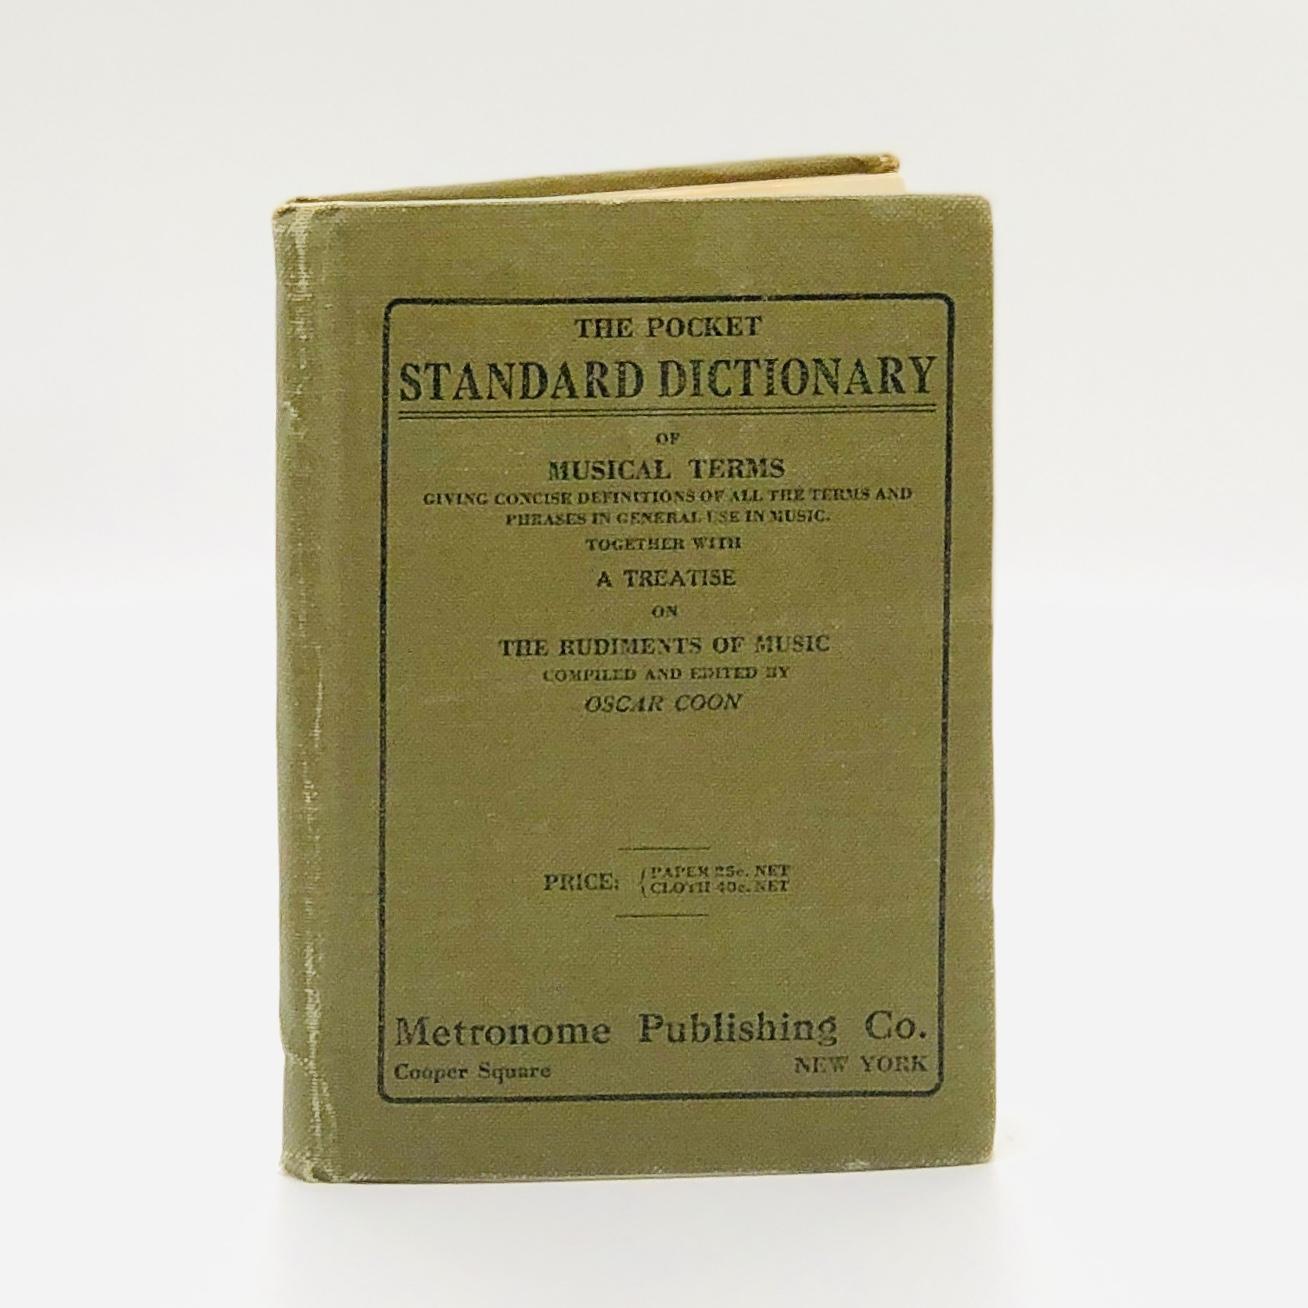 THE POCKET
STANDARD DICTIONARY
OF
MUSICAL TERMS
GIVING CONCISE DEFINITIONS OF ALL THE TERMS AND
PHRASES IN GENERAL USE IN MUSIC.
TOGETHER WITH
A TREATISE
ON
THE RUDIMENTS OF MUSIC
COMPILED AND EDITED BY
OSCAR COON
PRICE: { PAPER 25c. NET
CLOTH 40c. NET
Metronome Publishing Co.
Cooper Square NEW YORK